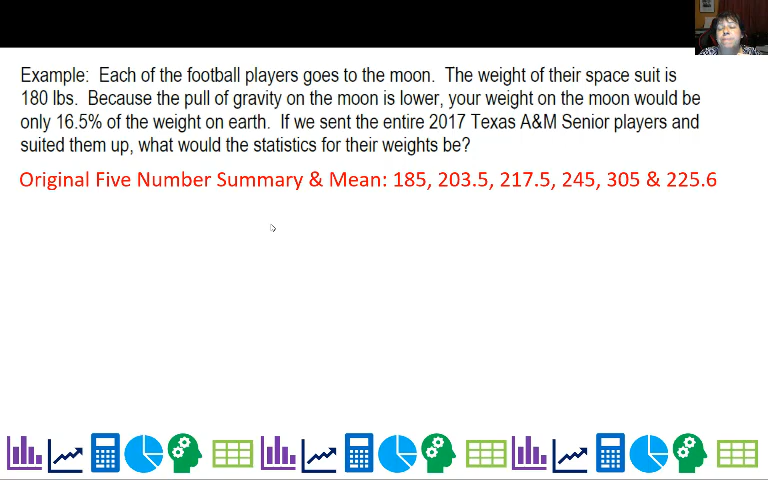 Example: Each of the football players goes to the moon. The weight of their space suit is
180 lbs. Because the pull of gravity on the moon is lower, your weight on the moon would be
only 16.5% of the weight on earth. If we sent the entire 2017 Texas A&M Senior players and
suited them up, what would the statistics for their weights be?
Original Five Number Summary & Mean: 185, 203.5, 217.5, 245, 305 & 225.6